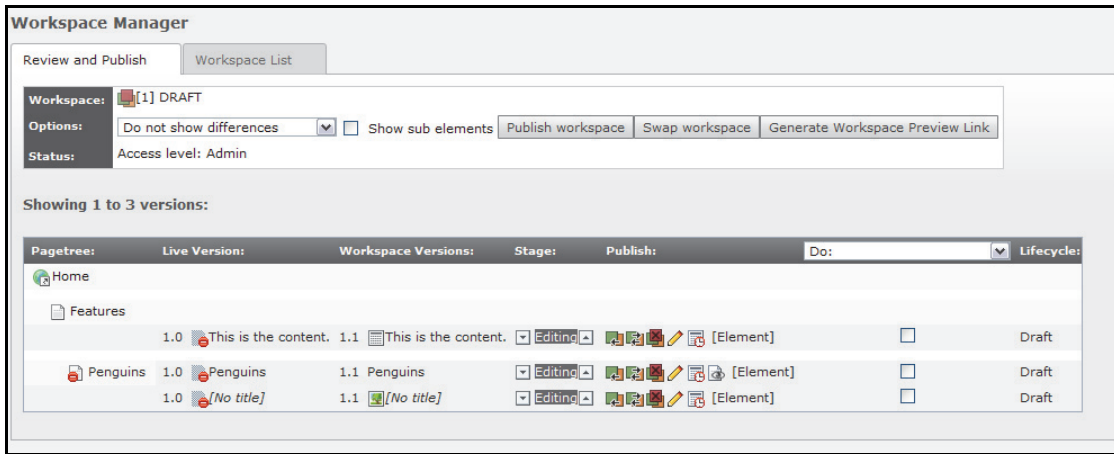 Workspace Manager
Review and Publish Workspace List
Workspace: [1] DRAFT
Options: Do not show differences Show sub elements Publish workspace Swap workspace Generate Workspace Preview Link
Status: Access level: Admin
Showing 1 to 3 versions:
Pagetree: Live Version: Workspace Versions: Stage: Publish: Do: Lifecycle:
Home
Features
1.0 This is the content. 1.1 This is the content. Editing [Element] Draft
Penguins 1.0 Penguins 1.1 Penguins Editing [Element] Draft
1.0 [No title] 1.1 [No title] Editing [Element] Draft